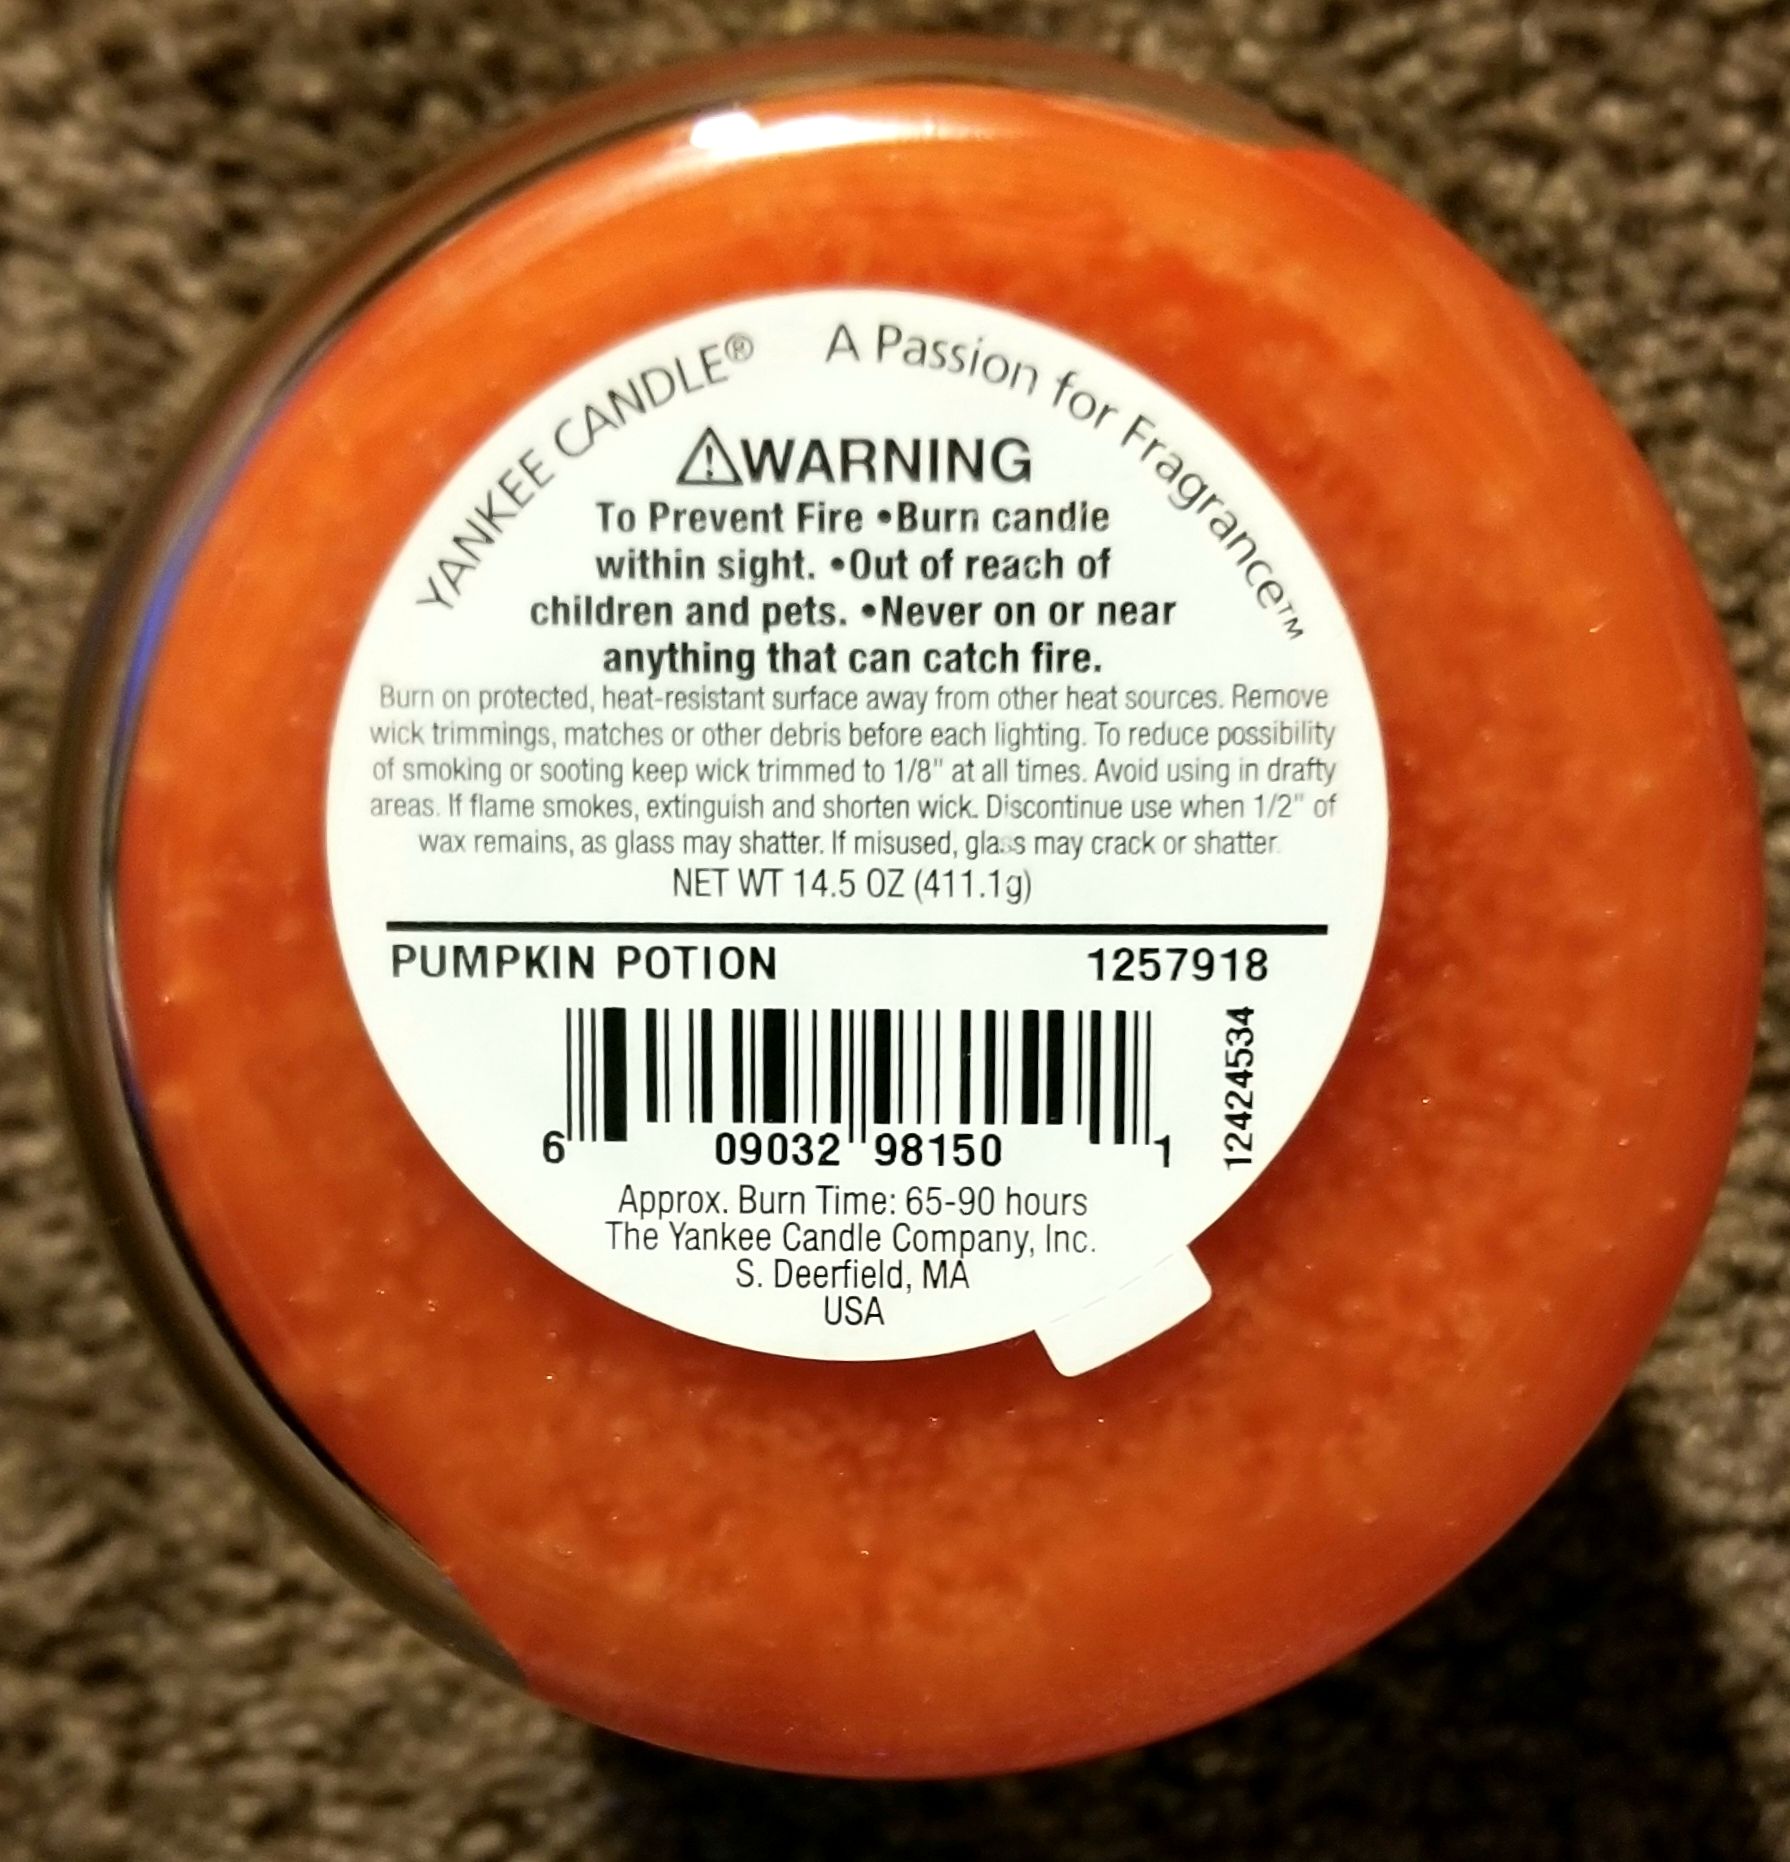 YANKEE CANDLE® A Passion for Fragrance™
⚠WARNING
To Prevent Fire •Burn candle
within sight. •Out of reach of
children and pets. •Never on or near
anything that can catch fire.
Burn on protected, heat-resistant surface away from other heat sources. Remove
wick trimmings, matches or other debris before each lighting. To reduce possibility
of smoking or sooting keep wick trimmed to 1/8" at all times. Avoid using in drafty
areas. If flame smokes, extinguish and shorten wick. Discontinue use when 1/2" of
wax remains, as glass may shatter. If misused, glass may crack or shatter.
NET WT 14.5 OZ (411.1g)
PUMPKIN POTION 1257918
12424534
6 09032 98150 1
Approx. Burn Time: 65-90 hours
The Yankee Candle Company, Inc.
S. Deerfield, MA
USA